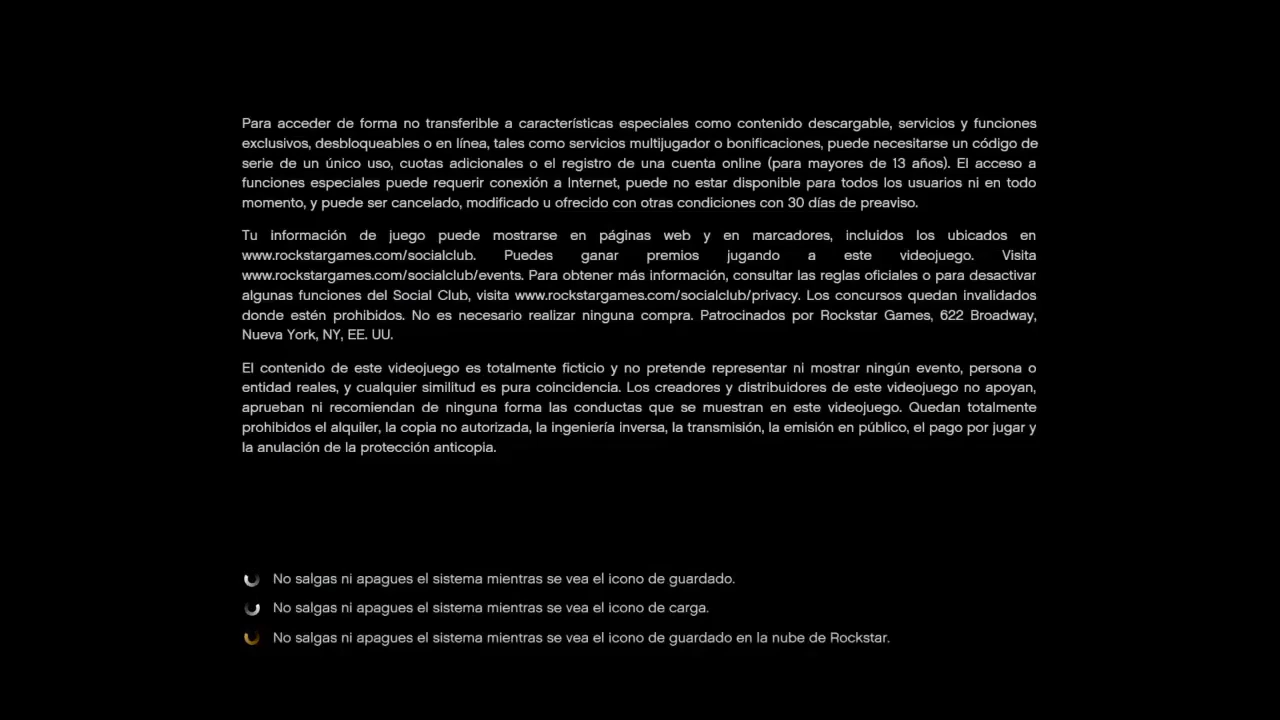 Para acceder de forma no transferible a características especiales como contenido descargable, servicios y funciones
exclusivos, desbloqueables o en línea, tales como servicios multijugador o bonificaciones, puede necesitarse un código de
serie de un único uso, cuotas adicionales o el registro de una cuenta online (para mayores de 13 años). El acceso a
funciones especiales puede requerir conexión a Internet, puede no estar disponible para todos los usuarios ni en todo
momento, y puede ser cancelado, modificado u ofrecido con otras condiciones con 30 días de preaviso.
Tu información de juego puede mostrarse en páginas web y en marcadores, incluidos los ubicados en
www.rockstargames.com/socialclub. Puedes ganar premios jugando a este videojuego. Visita
www.rockstargames.com/socialclub/events. Para obtener más información, consultar las reglas oficiales o para desactivar
algunas funciones del Social Club, visita www.rockstargames.com/socialclub/privacy. Los concursos quedan invalidados
donde estén prohibidos. No es necesario realizar ninguna compra. Patrocinados por Rockstar Games, 622 Broadway,
Nueva York, NY, EE. UU.
El contenido de este videojuego es totalmente ficticio y no pretende representar ni mostrar ningún evento, persona o
entidad reales, y cualquier similitud es pura coincidencia. Los creadores y distribuidores de este videojuego no apoyan,
aprueban ni recomiendan de ninguna forma las conductas que se muestran en este videojuego. Quedan totalmente
prohibidos el alquiler, la copia no autorizada, la ingeniería inversa, la transmisión, la emisión en público, el pago por jugar y
la anulación de la protección anticopia.
No salgas ni apagues el sistema mientras se vea el icono de guardado.
No salgas ni apagues el sistema mientras se vea el icono de carga.
No salgas ni apagues el sistema mientras se vea el icono de guardado en la nube de Rockstar.